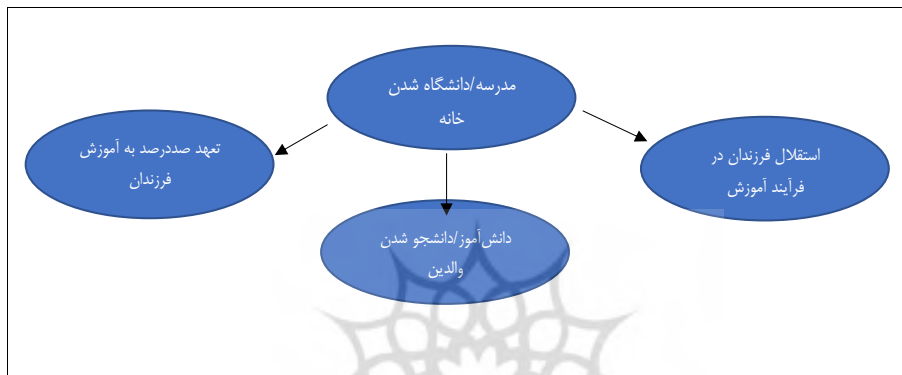 مدرسه/دانشگاه شدن
خانه
استقلال فرزندان در
فرآیند آموزش
تعهد صددرصد به آموزش
فرزندان
دانش‌آموز/دانشجو شدن
والدین